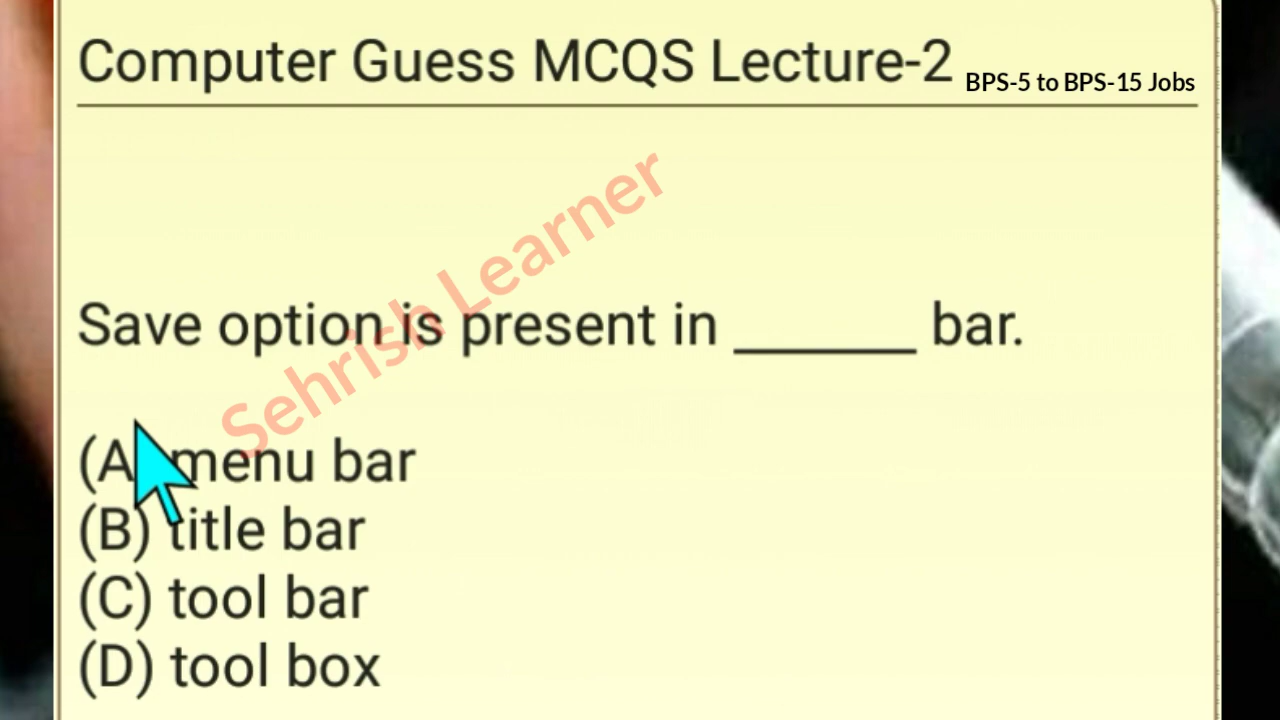 Computer Guess MCQS Lecture-2 BPS-5 to BPS-15 Jobs
Sehrish Learner
Save option is present in _______ bar.
(A) menu bar
(B) title bar
(C) tool bar
(D) tool box